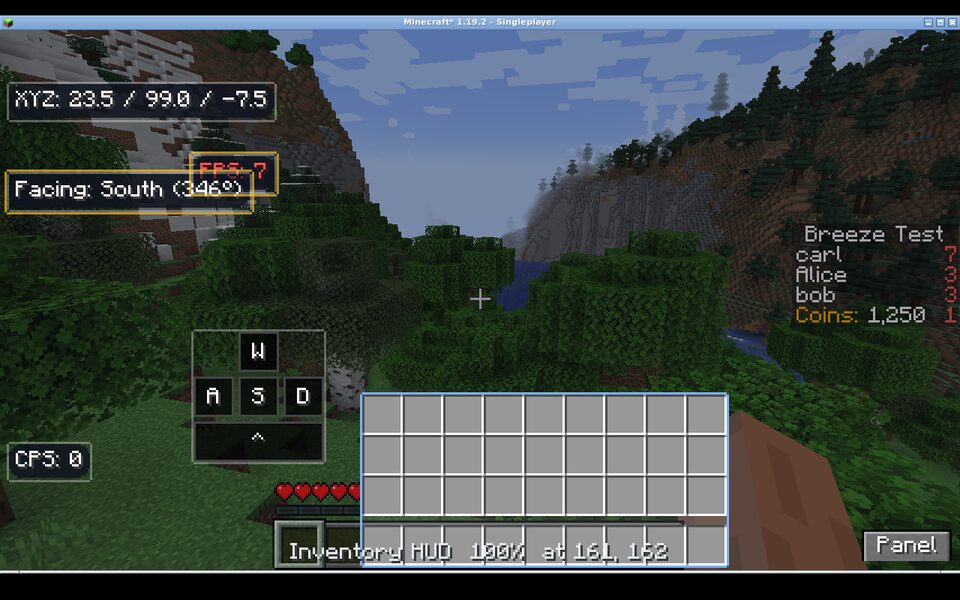 Minecraft* 1.19.2 - Singleplayer
XYZ: 23.5 / 99.0 / -7.5
FPS: 7
Facing: South (346°)
Breeze Test
carl 7
Alice 3
bob 3
Coins: 1,250 1
W
A S D
^
CPS: 0
Inventory HUD 100% at 161, 162
Panel